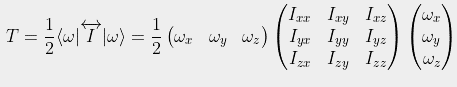 $T = \frac{1}{2} \langle \omega | \overleftrightarrow{I} | \omega \rangle = \frac{1}{2} \begin{pmatrix} \omega_x & \omega_y & \omega_z \end{pmatrix} \begin{pmatrix} I_{xx} & I_{xy} & I_{xz} \\ I_{yx} & I_{yy} & I_{yz} \\ I_{zx} & I_{zy} & I_{zz} \end{pmatrix} \begin{pmatrix} \omega_x \\ \omega_y \\ \omega_z \end{pmatrix}$